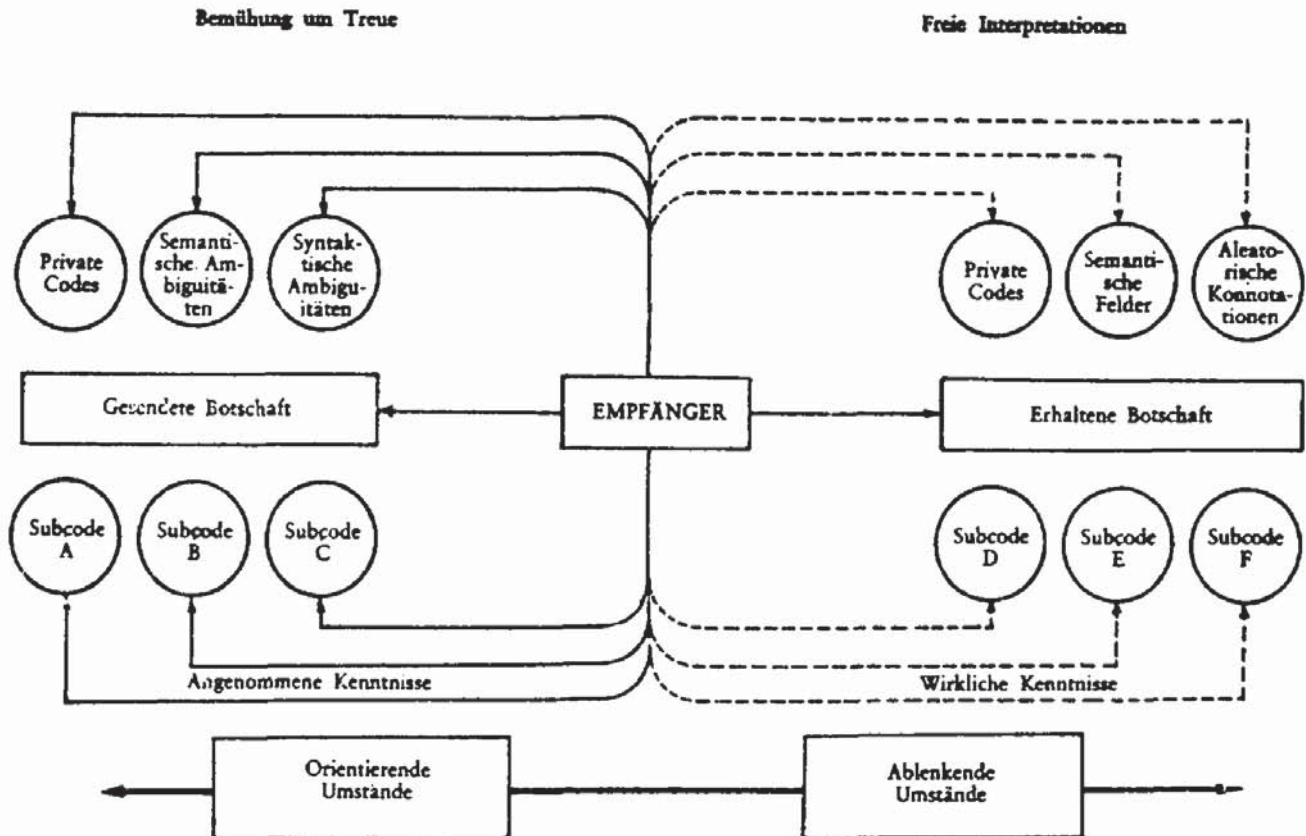 Bemühung um Treue
Freie Interpretationen
Private
Codes
Semanti-
sche Am-
biguitä-
ten
Syntak-
tische
Ambigu-
itäten
Private
Codes
Semanti-
sche
Felder
Aleato-
rische
Konnota-
tionen
Gesendete Botschaft
EMPFÄNGER
Erhaltene Botschaft
Subcode
A
Subcode
B
Subcode
C
Subcode
D
Subcode
E
Subcode
F
Angenommene Kenntnisse
Wirkliche Kenntnisse
Orientierende
Umstände
Ablenkende
Umstände